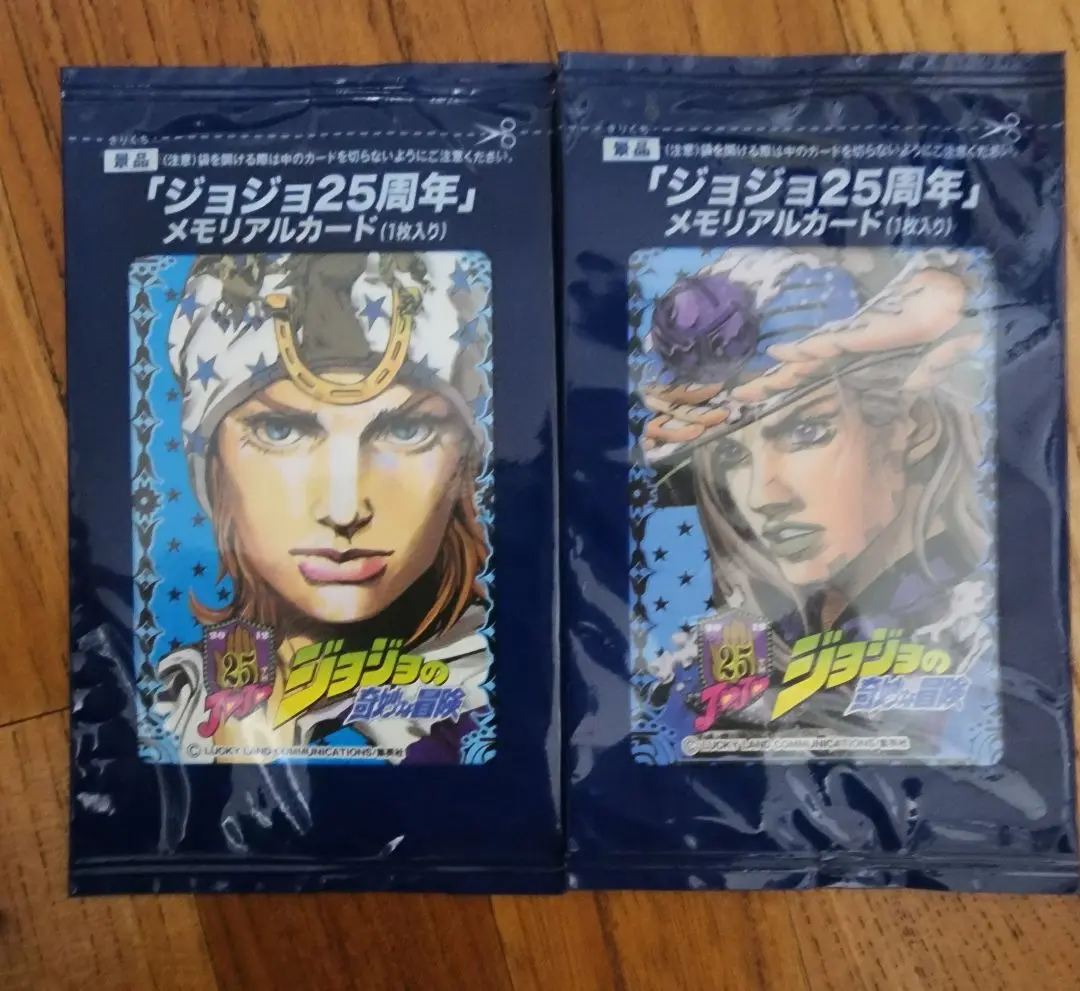 きりくち
景品 (注意)袋を開ける際は中のカードを切らないようにご注意ください。
「ジョジョ25周年」
メモリアルカード(1枚入り)
2012
25
JOJO
ジョジョの
奇妙な冒険
© LUCKY LAND COMMUNICATIONS/集英社
きりくち
景品 (注意)袋を開ける際は中のカードを切らないようにご注意ください。
「ジョジョ25周年」
メモリアルカード(1枚入り)
2012
25
JOJO
ジョジョの
奇妙な冒険
© LUCKY LAND COMMUNICATIONS/集英社